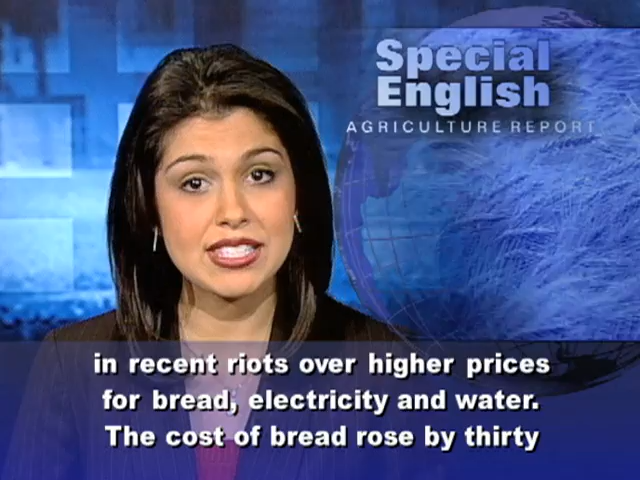 Special
English
AGRICULTURE REPORT
in recent riots over higher prices
for bread, electricity and water.
The cost of bread rose by thirty